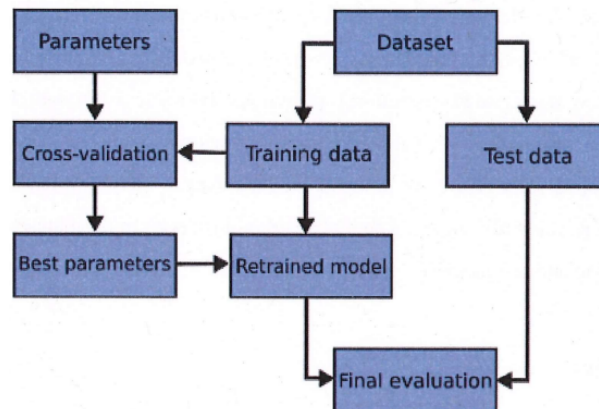 Parameters
Dataset
Cross-validation
Training data
Test data
Best parameters
Retrained model
Final evaluation